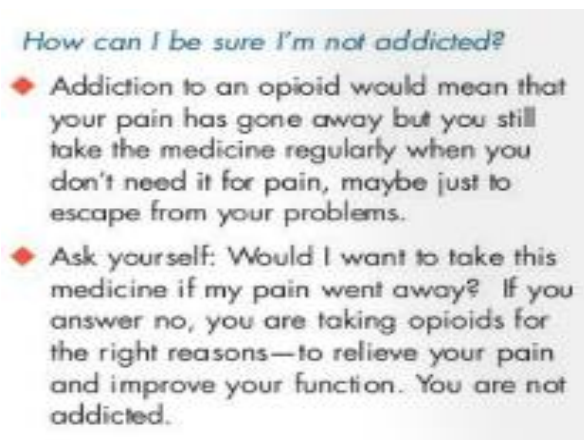 How can I be sure I'm not addicted?
Addiction to an opioid would mean that
your pain has gone away but you still
take the medicine regularly when you
don't need it for pain, maybe just to
escape from your problems.
Ask yourself: Would I want to take this
medicine if my pain went away? If you
answer no, you are taking opioids for
the right reasons—to relieve your pain
and improve your function. You are not
addicted.